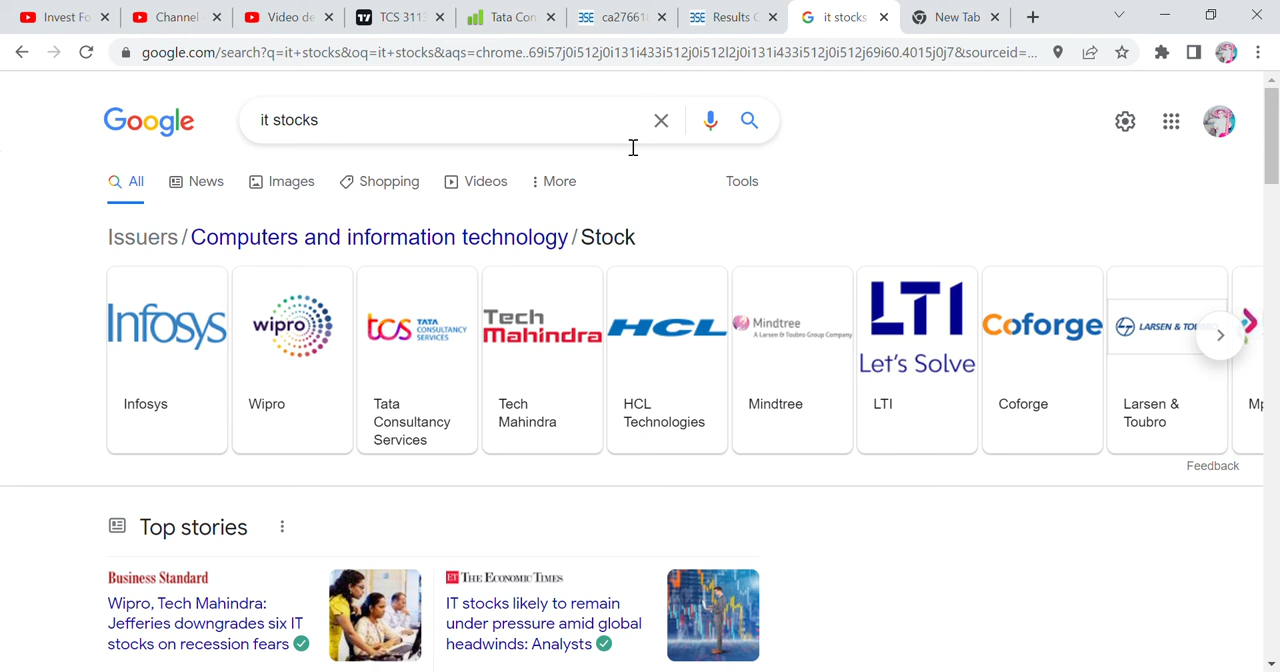 Invest Fo
Channel
Video de
TCS 311
Tata Con
ca2766
Results
it stocks
New Tab
google.com/search?q=it+stocks&oq=it+stocks&aqs=chrome..69i57j0i512j0i131i433i512j0i512l2j0i131i433i512j0i512j69i60.4015j0j7&sourceid=...
Google
it stocks
All
News
Images
Shopping
Videos
More
Tools
Issuers/Computers and information technology/Stock
Infosys
wipro
tcs TATA CONSULTANCY SERVICES
Tech Mahindra
HCL
Mindtree
A Larsen & Toubro Group Company
LTI
Let's Solve
Coforge
LARSEN & TOUBRO
Infosys
Wipro
Tata
Consultancy
Services
Tech
Mahindra
HCL
Technologies
Mindtree
LTI
Coforge
Larsen &
Toubro
Feedback
Top stories
Business Standard
Wipro, Tech Mahindra:
Jefferies downgrades six IT
stocks on recession fears
ET THE ECONOMIC TIMES
IT stocks likely to remain
under pressure amid global
headwinds: Analysts